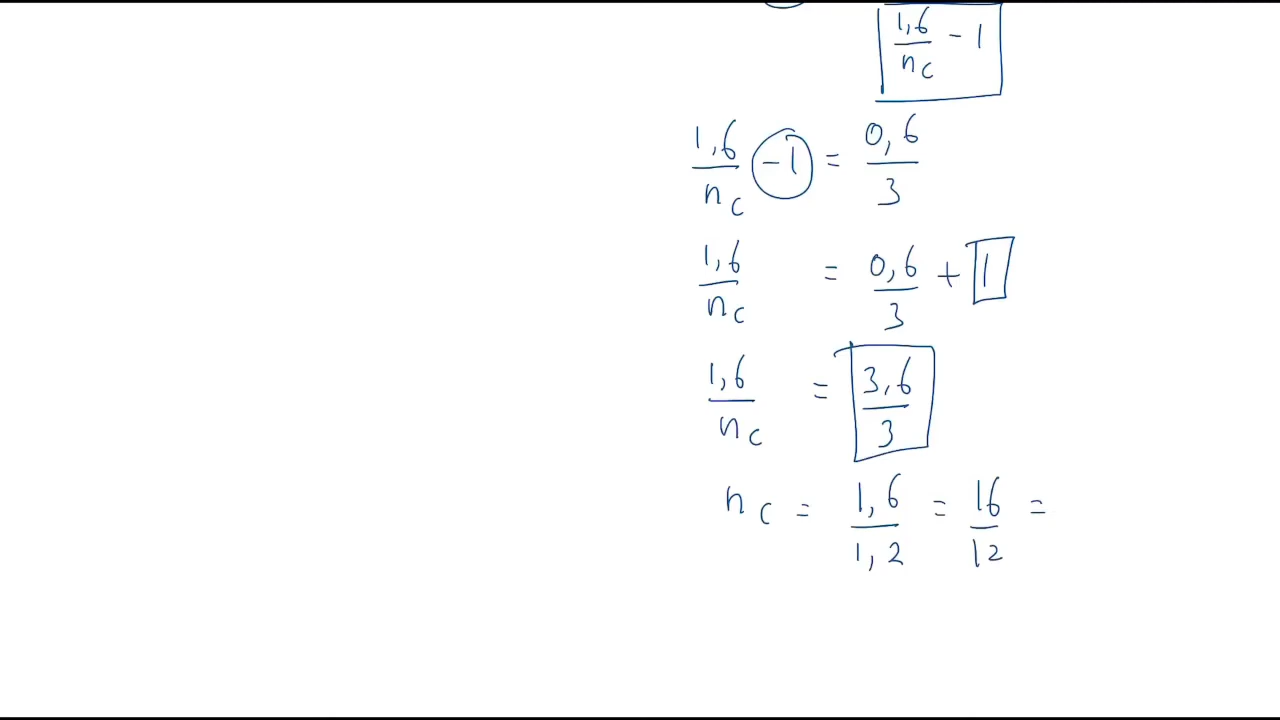 1,6/n_c - 1
1,6/n_c - 1 = 0,6/3
1,6/n_c = 0,6/3 + 1
1,6/n_c = 3,6/3
n_c = 1,6/1,2 = 16/12 =